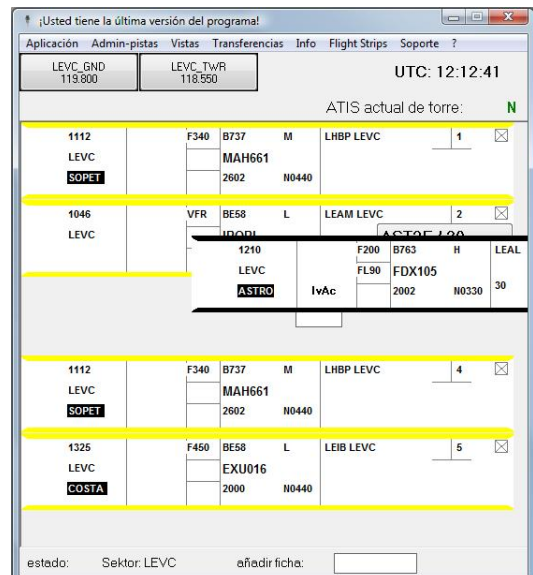 ¡Usted tiene la última versión del programa!
Aplicación Admin-pistas Vistas Transferencias Info Flight Strips Soporte ?
LEVC_GND 119.800
LEVC_TWR 118.550
UTC: 12:12:41
ATIS actual de torre: N
1112 F340 B737 M LHBP LEVC 1
LEVC MAH661
SOPET 2602 N0440
1046 VFR BE58 L LEAM LEVC 2
LEVC
1210 F200 B763 H LEAL
LEVC FL90 FDX105
ASTRO IvAc 2002 N0330 30
1112 F340 B737 M LHBP LEVC 4
LEVC MAH661
SOPET 2602 N0440
1325 F450 BE58 L LEIB LEVC 5
LEVC EXU016
COSTA 2000 N0440
estado: Sektor: LEVC añadir ficha: